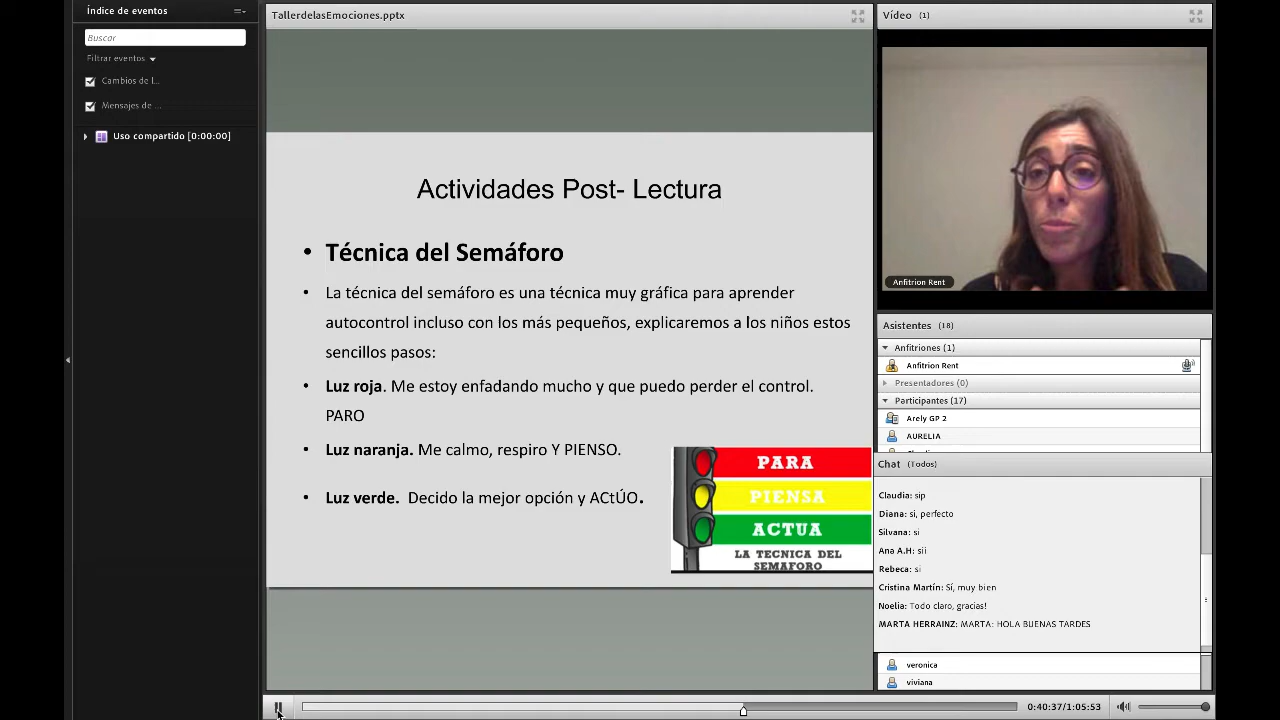 Índice de eventos
Buscar
Filtrar eventos
Cambios de l...
Mensajes de ...
Uso compartido [0:00:00]
TallerdelasEmociones.pptx
Actividades Post- Lectura
• Técnica del Semáforo
• La técnica del semáforo es una técnica muy gráfica para aprender
autocontrol incluso con los más pequeños, explicaremos a los niños estos
sencillos pasos:
• Luz roja. Me estoy enfadando mucho y que puedo perder el control.
PARO
• Luz naranja. Me calmo, respiro Y PIENSO.
• Luz verde. Decido la mejor opción y ACtÚO.
PARA
PIENSA
ACTUA
LA TECNICA DEL
SEMAFORO
Vídeo (1)
Anfitrion Rent
Asistentes (18)
Anfitriones (1)
Anfitrion Rent
Presentadores (0)
Participantes (17)
Arely GP 2
AURELIA
Chat (Todos)
Claudia: sip
Diana: si, perfecto
Silvana: si
Ana A.H: sii
Rebeca: si
Cristina Martín: Sí, muy bien
Noelia: Todo claro, gracias!
MARTA HERRAINZ: MARTA: HOLA BUENAS TARDES
veronica
viviana
0:40:37/1:05:53